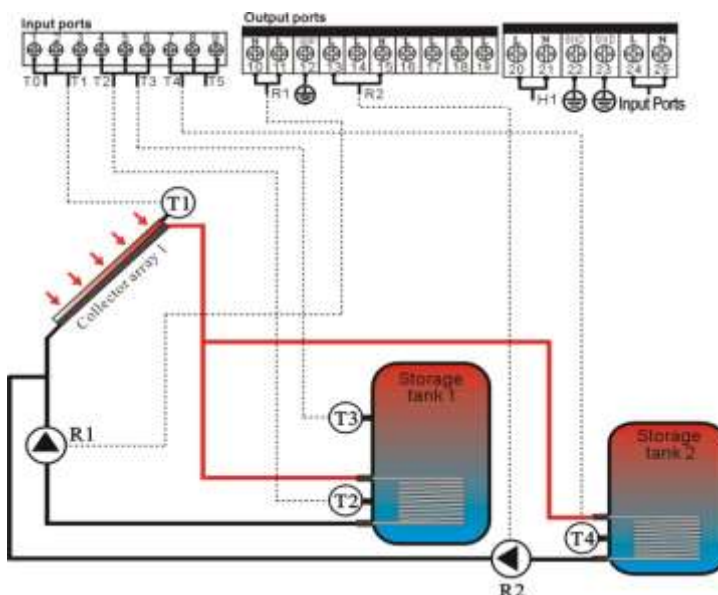 Input ports
1 2 3 4 5 6 7 8 9
T0 T1 T2 T3 T4 T5
Output ports
N L N L L N N L N L
10 11 12 13 14 15 16 17 18 19
R1 R2
L N GND GND L N
20 21 22 23 24 25
H1 Input Ports
T1
Collector array 1
R1
Storage
tank 1
T3
T2
Storage
tank 2
T4
R2